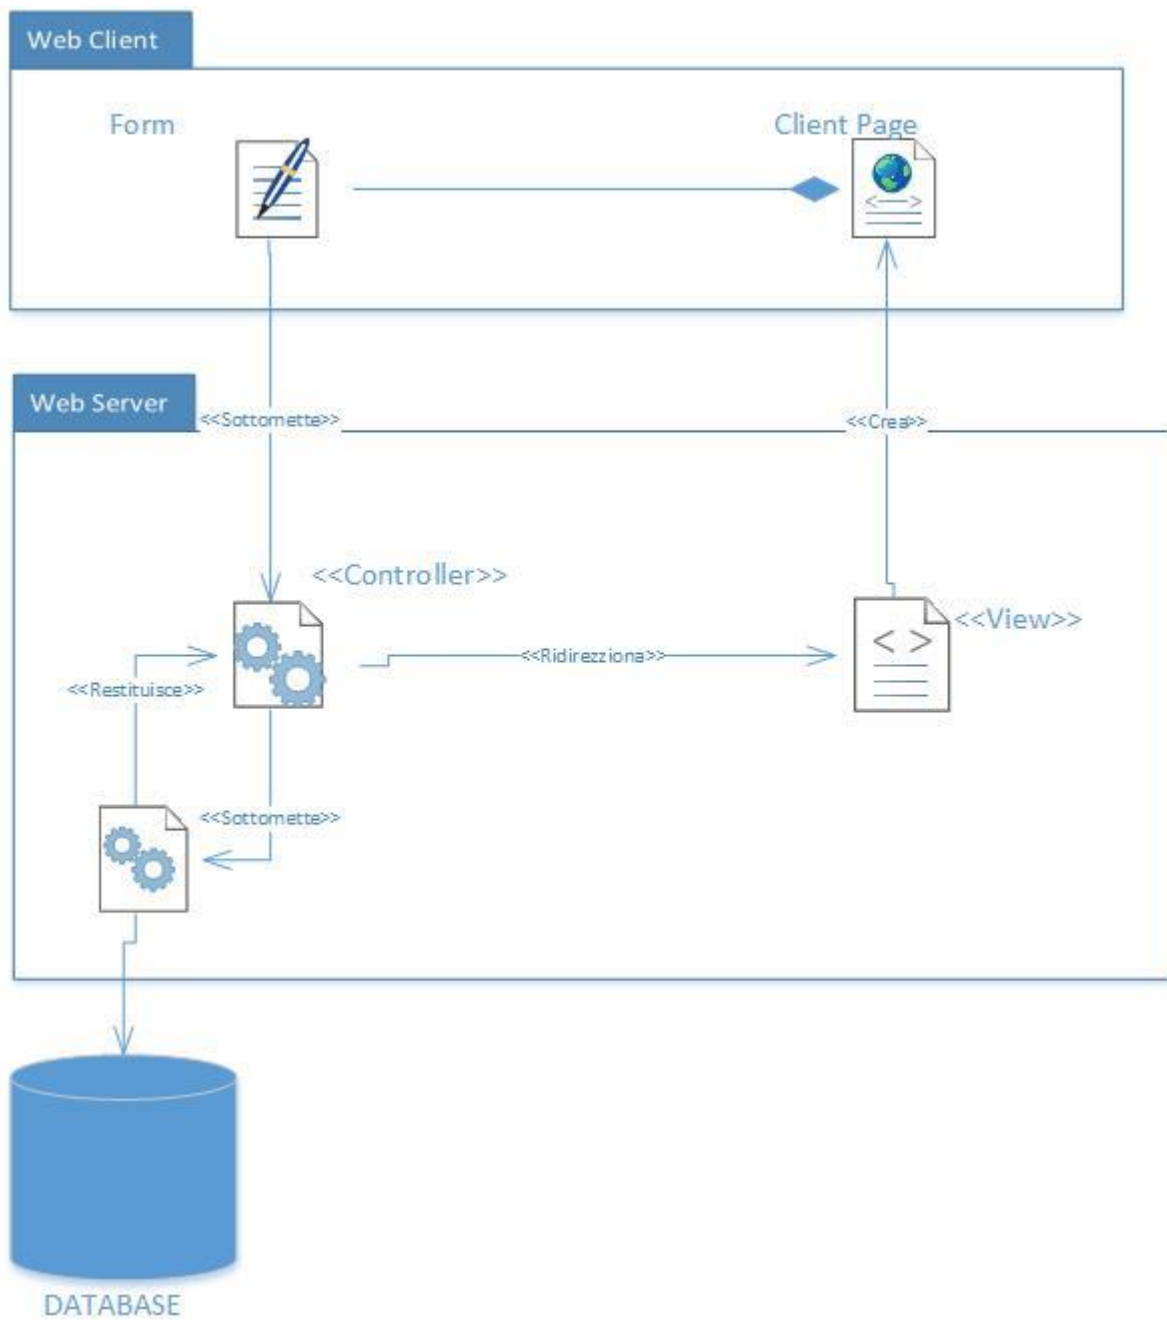 Web Client
Form
Client Page
Web Server
<<Sottomette>>
<<Crea>>
<<Controller>>
<<View>>
<<Ridirezziona>>
<<Restituisce>>
<<Sottomette>>
DATABASE